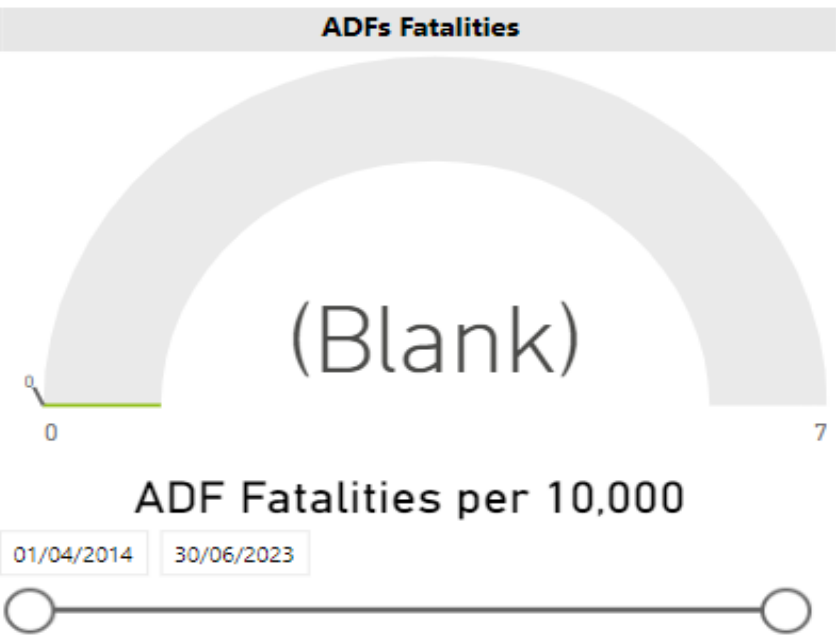 ADFs Fatalities
(Blank)
0
0 7
ADF Fatalities per 10,000
01/04/2014 30/06/2023